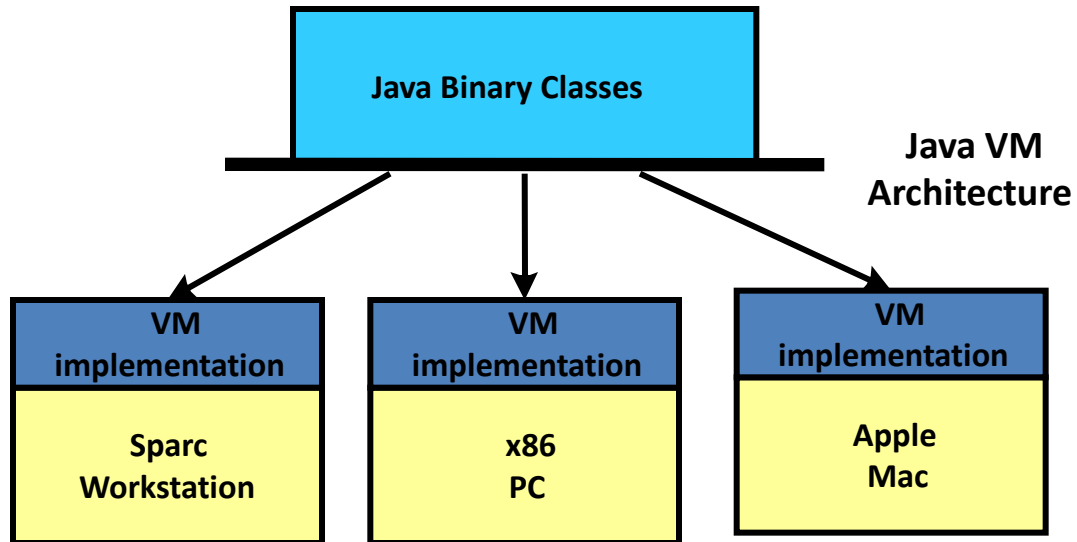 Java Binary Classes
Java VM
Architecture
VM
implementation
Sparc
Workstation
VM
implementation
x86
PC
VM
implementation
Apple
Mac